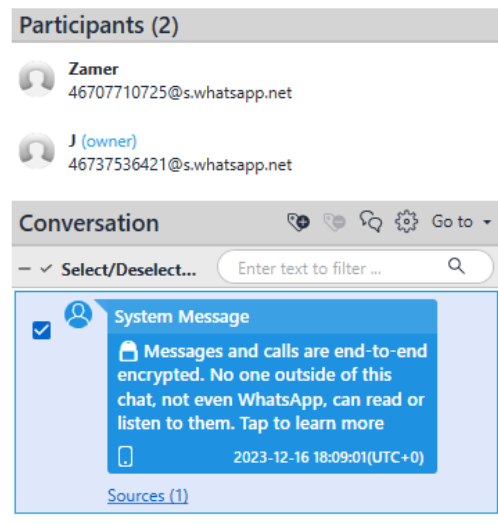 Participants (2)
Zamer
46707710725@s.whatsapp.net
J (owner)
46737536421@s.whatsapp.net
Conversation
Go to
Select/Deselect...
Enter text to filter ...
System Message
Messages and calls are end-to-end
encrypted. No one outside of this
chat, not even WhatsApp, can read or
listen to them. Tap to learn more
2023-12-16 18:09:01(UTC+0)
Sources (1)